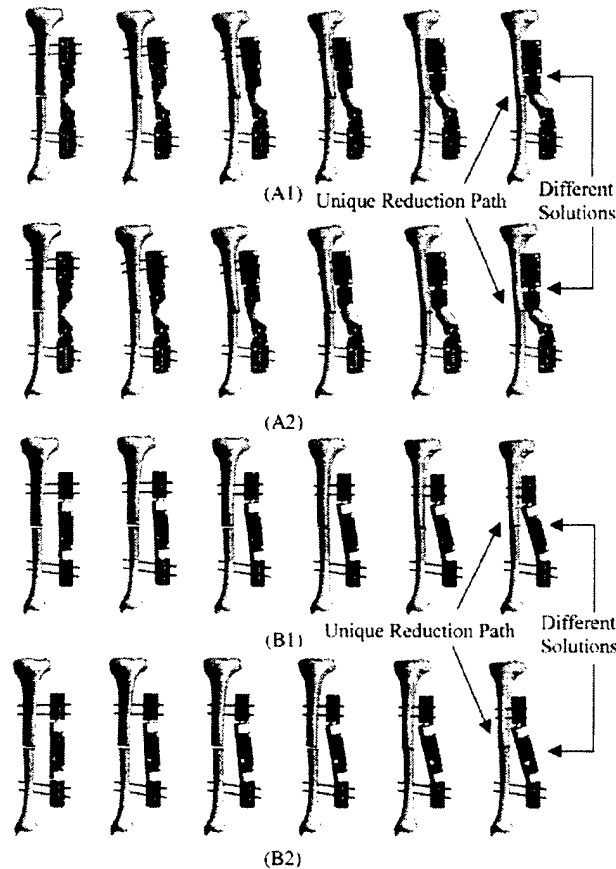 (A1)
Unique Reduction Path
Different
Solutions
(A2)
(B1)
Unique Reduction Path
Different
Solutions
(B2)